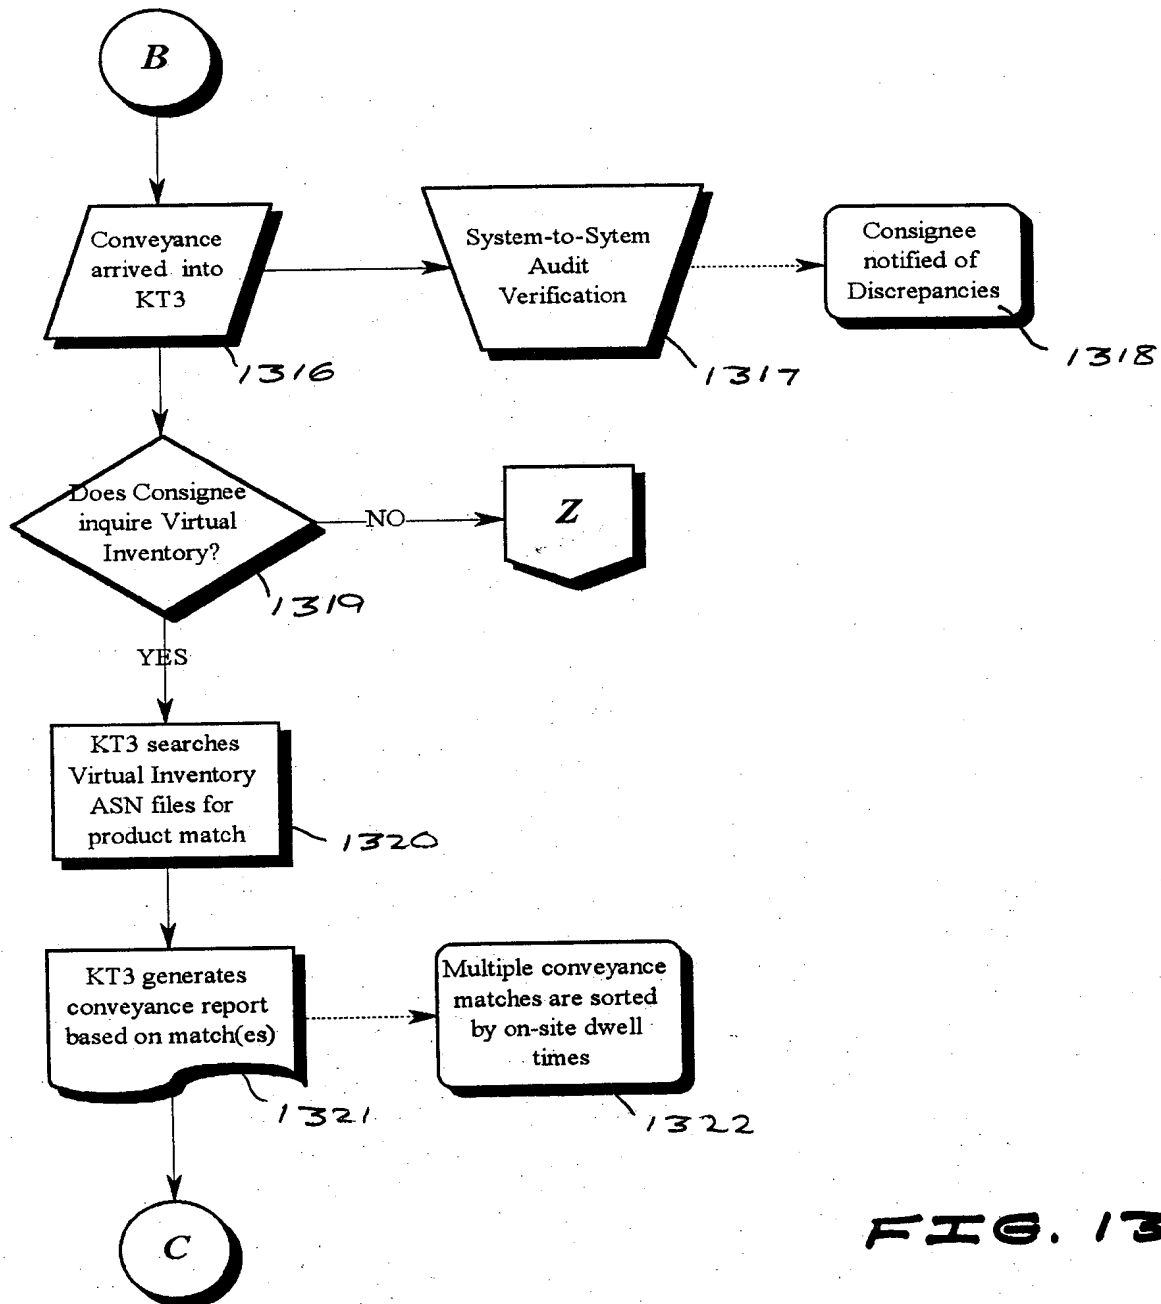 B
Conveyance
arrived into
KT3
1316
System-to-Sytem
Audit
Verification
1317
Consignee
notified of
Discrepancies
1318
Does Consignee
inquire Virtual
Inventory?
1319
NO
Z
YES
KT3 searches
Virtual Inventory
ASN files for
product match
1320
KT3 generates
conveyance report
based on match(es)
1321
Multiple conveyance
matches are sorted
by on-site dwell
times
1322
C
FIG. 13